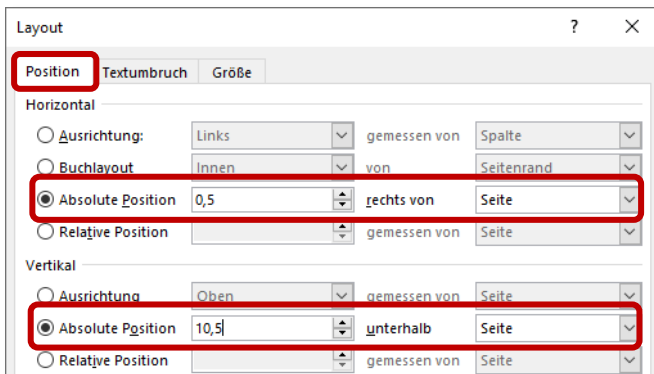 Layout ? ×
Position Textumbruch Größe
Horizontal
Ausrichtung: Links gemessen von Spalte
Buchlayout Innen von Seitenrand
Absolute Position 0,5 rechts von Seite
Relative Position gemessen von Seite
Vertikal
Ausrichtung Oben gemessen von Seite
Absolute Position 10,5 unterhalb Seite
Relative Position gemessen von Seite